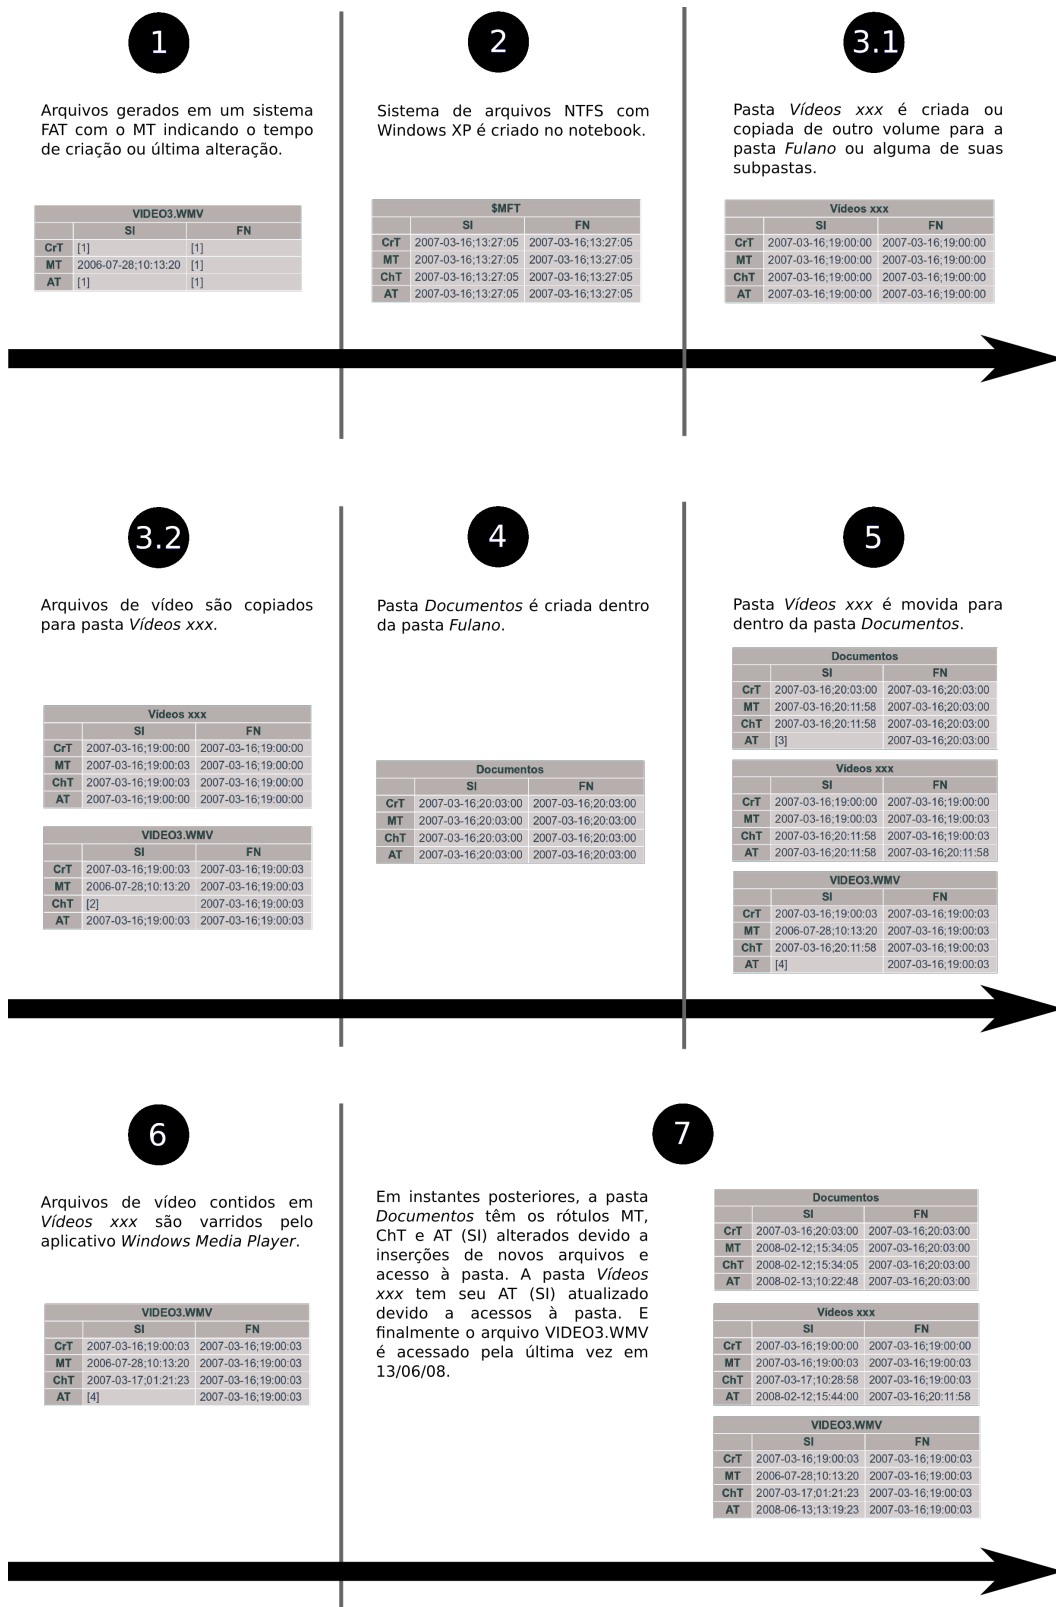 1
Arquivos gerados em um sistema
FAT com o MT indicando o tempo
de criação ou última alteração.
VIDEO3.WMV
SI FN
CrT [1] [1]
MT 2006-07-28;10:13:20 [1]
AT [1] [1]
2
Sistema de arquivos NTFS com
Windows XP é criado no notebook.
$MFT
SI FN
CrT 2007-03-16;13:27:05 2007-03-16;13:27:05
MT 2007-03-16;13:27:05 2007-03-16;13:27:05
ChT 2007-03-16;13:27:05 2007-03-16;13:27:05
AT 2007-03-16;13:27:05 2007-03-16;13:27:05
3.1
Pasta Vídeos xxx é criada ou
copiada de outro volume para a
pasta Fulano ou alguma de suas
subpastas.
Vídeos xxx
SI FN
CrT 2007-03-16;19:00:00 2007-03-16;19:00:00
MT 2007-03-16;19:00:00 2007-03-16;19:00:00
ChT 2007-03-16;19:00:00 2007-03-16;19:00:00
AT 2007-03-16;19:00:00 2007-03-16;19:00:00
3.2
Arquivos de vídeo são copiados
para pasta Vídeos xxx.
Vídeos xxx
SI FN
CrT 2007-03-16;19:00:00 2007-03-16;19:00:00
MT 2007-03-16;19:00:03 2007-03-16;19:00:00
ChT 2007-03-16;19:00:03 2007-03-16;19:00:00
AT 2007-03-16;19:00:00 2007-03-16;19:00:00
VIDEO3.WMV
SI FN
CrT 2007-03-16;19:00:03 2007-03-16;19:00:03
MT 2006-07-28;10:13:20 2007-03-16;19:00:03
ChT [2] 2007-03-16;19:00:03
AT 2007-03-16;19:00:03 2007-03-16;19:00:03
4
Pasta Documentos é criada dentro
da pasta Fulano.
Documentos
SI FN
CrT 2007-03-16;20:03:00 2007-03-16;20:03:00
MT 2007-03-16;20:03:00 2007-03-16;20:03:00
ChT 2007-03-16;20:03:00 2007-03-16;20:03:00
AT 2007-03-16;20:03:00 2007-03-16;20:03:00
5
Pasta Vídeos xxx é movida para
dentro da pasta Documentos.
Documentos
SI FN
CrT 2007-03-16;20:03:00 2007-03-16;20:03:00
MT 2007-03-16;20:11:58 2007-03-16;20:03:00
ChT 2007-03-16;20:11:58 2007-03-16;20:03:00
AT [3] 2007-03-16;20:03:00
Vídeos xxx
SI FN
CrT 2007-03-16;19:00:00 2007-03-16;19:00:00
MT 2007-03-16;19:00:03 2007-03-16;19:00:03
ChT 2007-03-16;20:11:58 2007-03-16;19:00:03
AT 2007-03-16;20:11:58 2007-03-16;20:11:58
VIDEO3.WMV
SI FN
CrT 2007-03-16;19:00:03 2007-03-16;19:00:03
MT 2006-07-28;10:13:20 2007-03-16;19:00:03
ChT 2007-03-16;20:11:58 2007-03-16;19:00:03
AT [4] 2007-03-16;19:00:03
6
Arquivos de vídeo contidos em
Vídeos xxx são varridos pelo
aplicativo Windows Media Player.
VIDEO3.WMV
SI FN
CrT 2007-03-16;19:00:03 2007-03-16;19:00:03
MT 2006-07-28;10:13:20 2007-03-16;19:00:03
ChT 2007-03-17;01:21:23 2007-03-16;19:00:03
AT [4] 2007-03-16;19:00:03
7
Em instantes posteriores, a pasta
Documentos têm os rótulos MT,
ChT e AT (SI) alterados devido a
inserções de novos arquivos e
acesso à pasta. A pasta Vídeos
xxx tem seu AT (SI) atualizado
devido a acessos à pasta. E
finalmente o arquivo VIDEO3.WMV
é acessado pela última vez em
13/06/08.
Documentos
SI FN
CrT 2007-03-16;20:03:00 2007-03-16;20:03:00
MT 2008-02-12;15:34:05 2007-03-16;20:03:00
ChT 2008-02-12;15:34:05 2007-03-16;20:03:00
AT 2008-02-13;10:22:48 2007-03-16;20:03:00
Vídeos xxx
SI FN
CrT 2007-03-16;19:00:00 2007-03-16;19:00:00
MT 2007-03-16;19:00:03 2007-03-16;19:00:03
ChT 2007-03-17;10:28:58 2007-03-16;19:00:03
AT 2008-02-12;15:44:00 2007-03-16;20:11:58
VIDEO3.WMV
SI FN
CrT 2007-03-16;19:00:03 2007-03-16;19:00:03
MT 2006-07-28;10:13:20 2007-03-16;19:00:03
ChT 2007-03-17;01:21:23 2007-03-16;19:00:03
AT 2008-06-13;13:19:23 2007-03-16;19:00:03